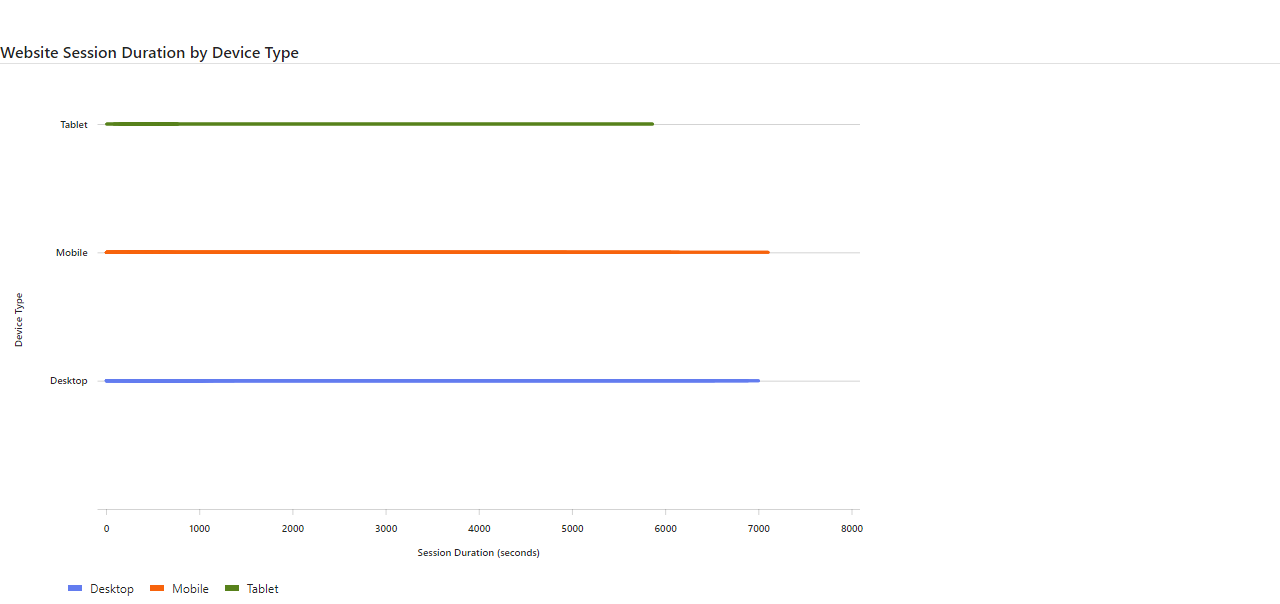 Website Session Duration by Device Type
Tablet
Mobile
Desktop
Device Type
0 1000 2000 3000 4000 5000 6000 7000 8000
Session Duration (seconds)
Desktop Mobile Tablet